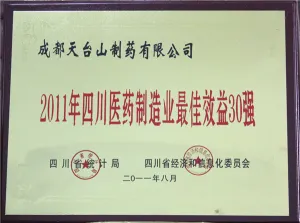 成都天台山制药有限公司
2011年四川医药制造业最佳效益30强
四川省统计局 四川省经济和信息化委员会
二〇一一年八月